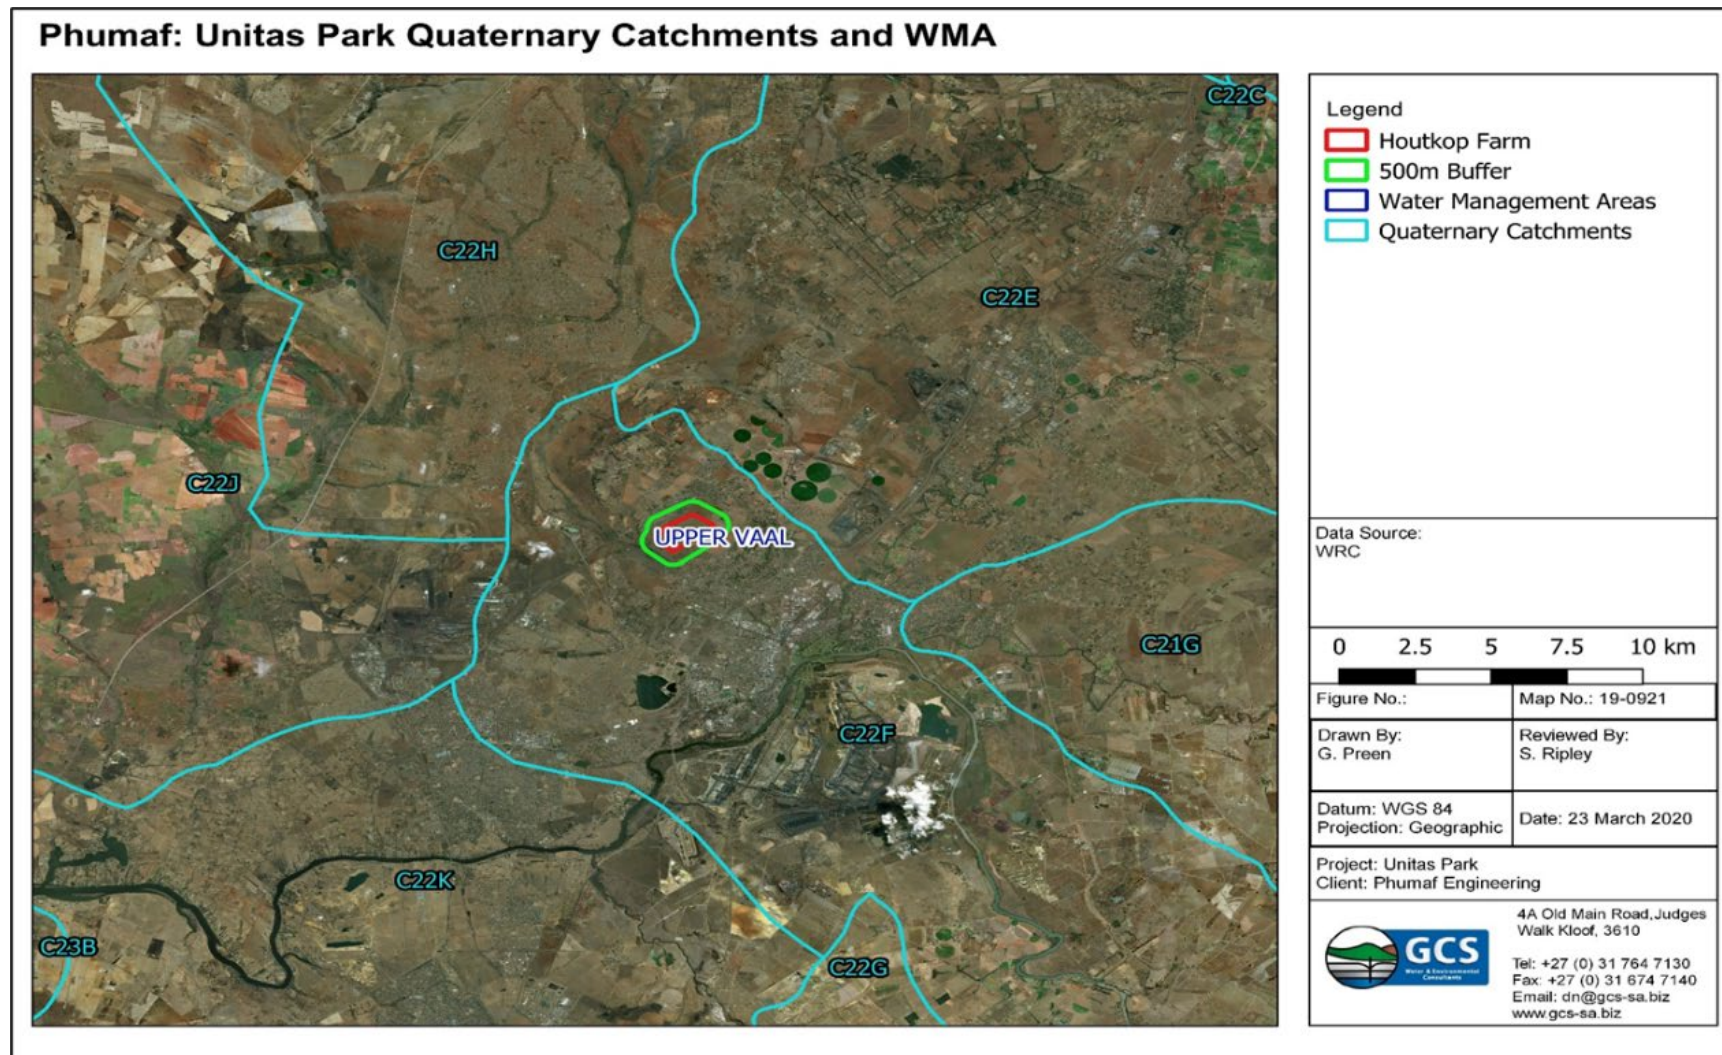 Phumaf: Unitas Park Quaternary Catchments and WMA
C22C
C22H
C22E
C22J
UPPER VAAL
C21G
C22F
C22K
C23B
C22G
Legend
Houtkop Farm
500m Buffer
Water Management Areas
Quaternary Catchments
Data Source:
WRC
0 2.5 5 7.5 10 km
Figure No.:
Map No.: 19-0921
Drawn By:
G. Preen
Reviewed By:
S. Ripley
Datum: WGS 84
Projection: Geographic
Date: 23 March 2020
Project: Unitas Park
Client: Phumaf Engineering
GCS
Water & Environmental
Consultants
4A Old Main Road,Judges
Walk Kloof, 3610
Tel: +27 (0) 31 764 7130
Fax: +27 (0) 31 674 7140
Email: dn@gcs-sa.biz
www.gcs-sa.biz